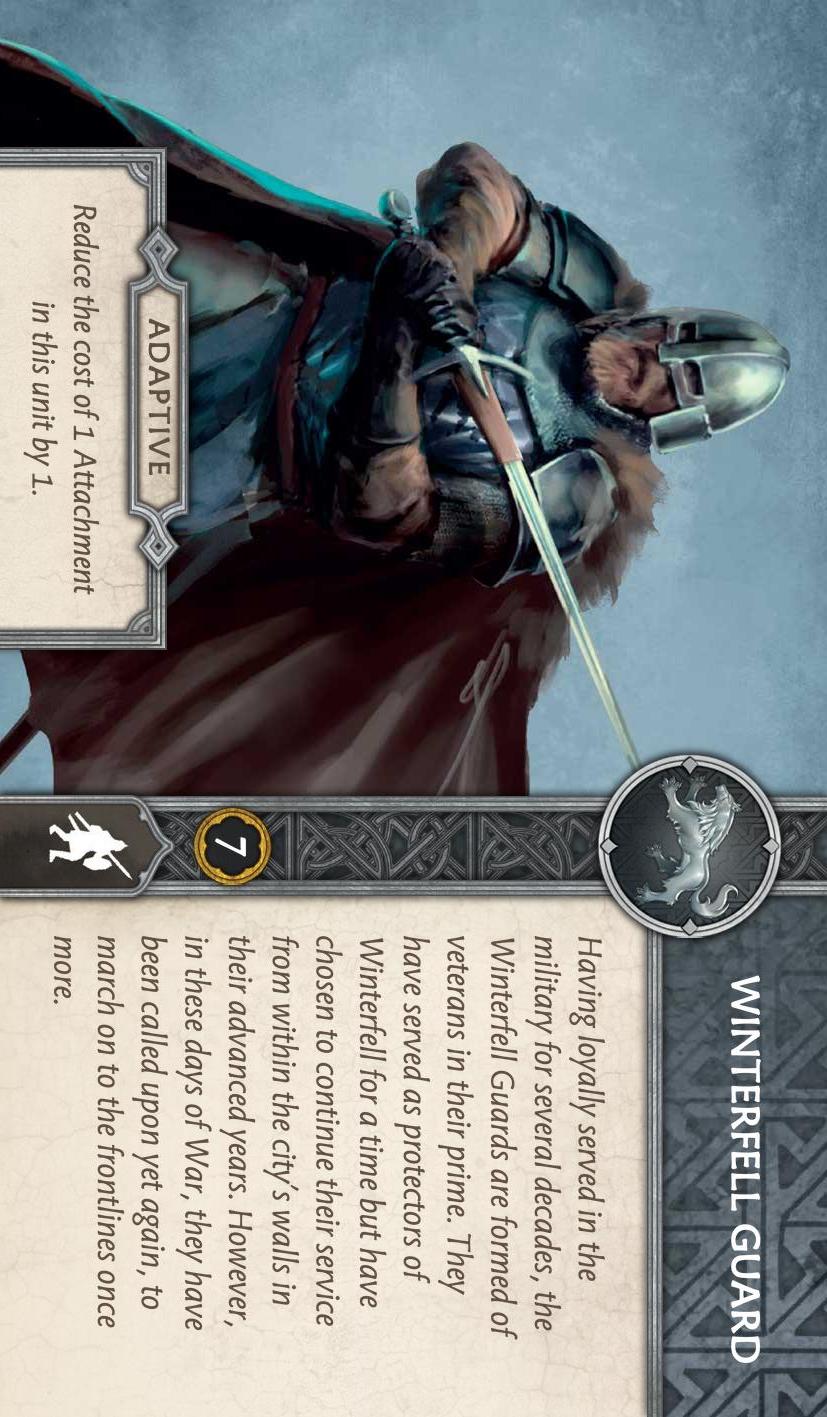 WINTERFELL GUARD
Having loyally served in the
military for several decades, the
Winterfell Guards are formed of
veterans in their prime. They
have served as protectors of
Winterfell for a time but have
chosen to continue their service
from within the city's walls in
their advanced years. However,
in these days of War, they have
been called upon yet again, to
march on to the frontlines once
more.
7
ADAPTIVE
Reduce the cost of 1 Attachment
in this unit by 1.